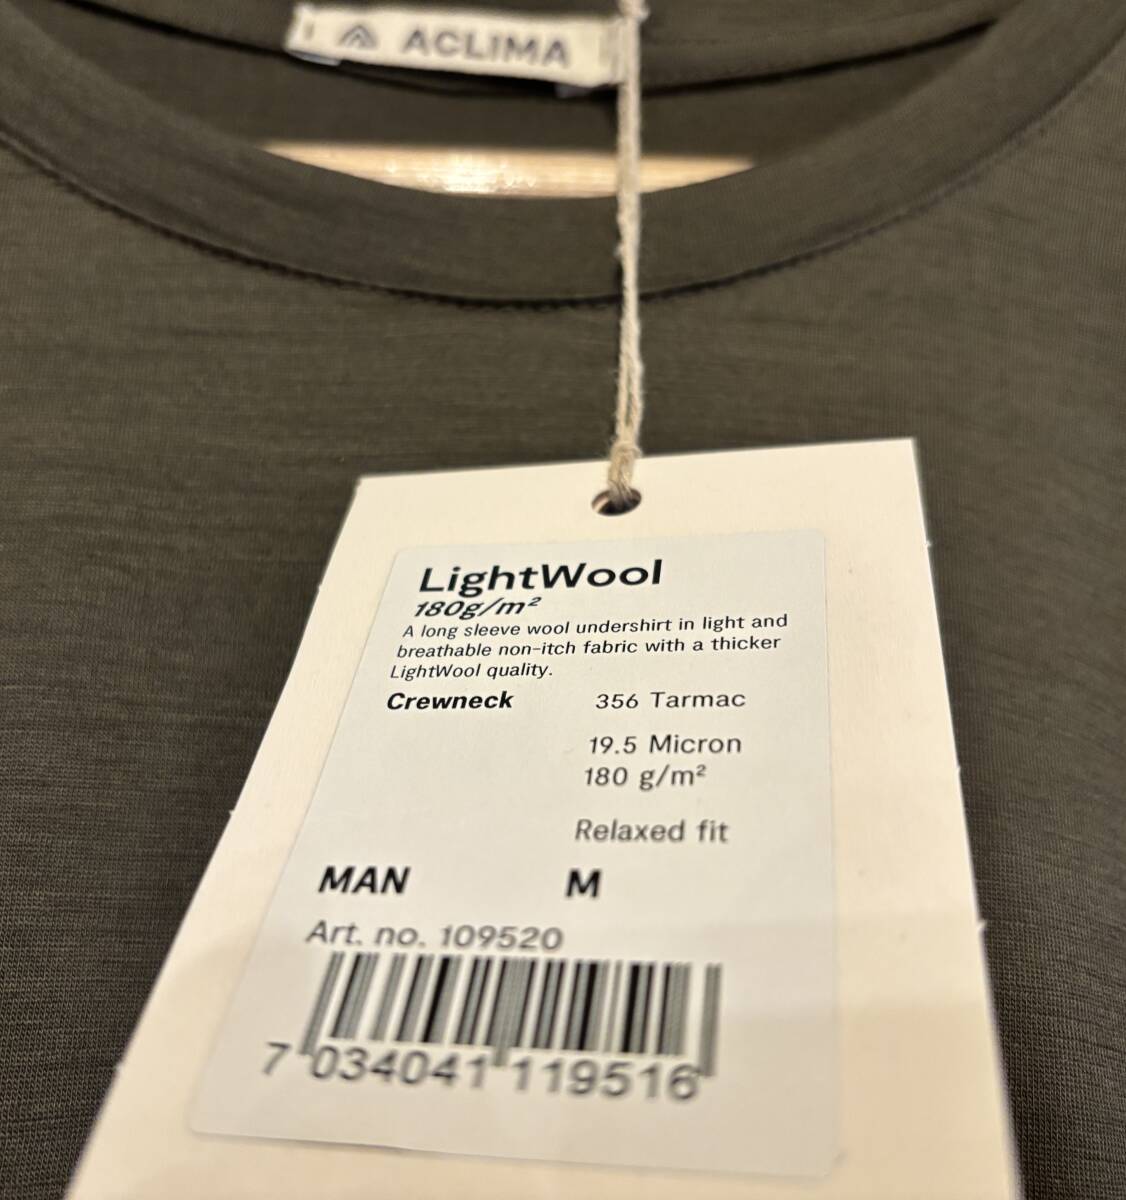 ACLIMA
LightWool
180g/m²
A long sleeve wool undershirt in light and
breathable non-itch fabric with a thicker
LightWool quality.
Crewneck 356 Tarmac
19.5 Micron
180 g/m²
Relaxed fit
MAN M
Art. no. 109520
7 034041 119516